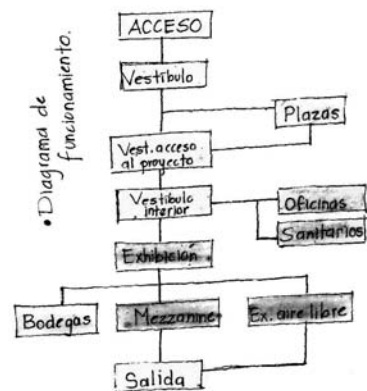 ACCESO
Vestíbulo
• Diagrama de
funcionamiento.
Plazas
Vest. acceso
al proyecto
Vestíbulo
interior
Oficinas
Sanitarios
Exhibición.
Bodegas
. Mezzanine.
Ex. aire libre
Salida